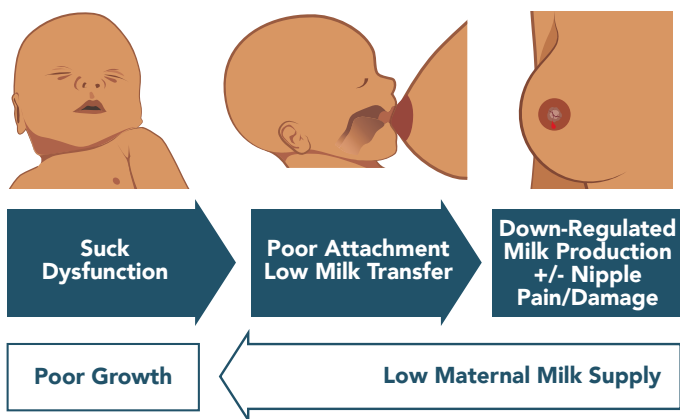 Suck
Dysfunction
Poor Attachment
Low Milk Transfer
Down-Regulated
Milk Production
+/- Nipple
Pain/Damage
Poor Growth
Low Maternal Milk Supply